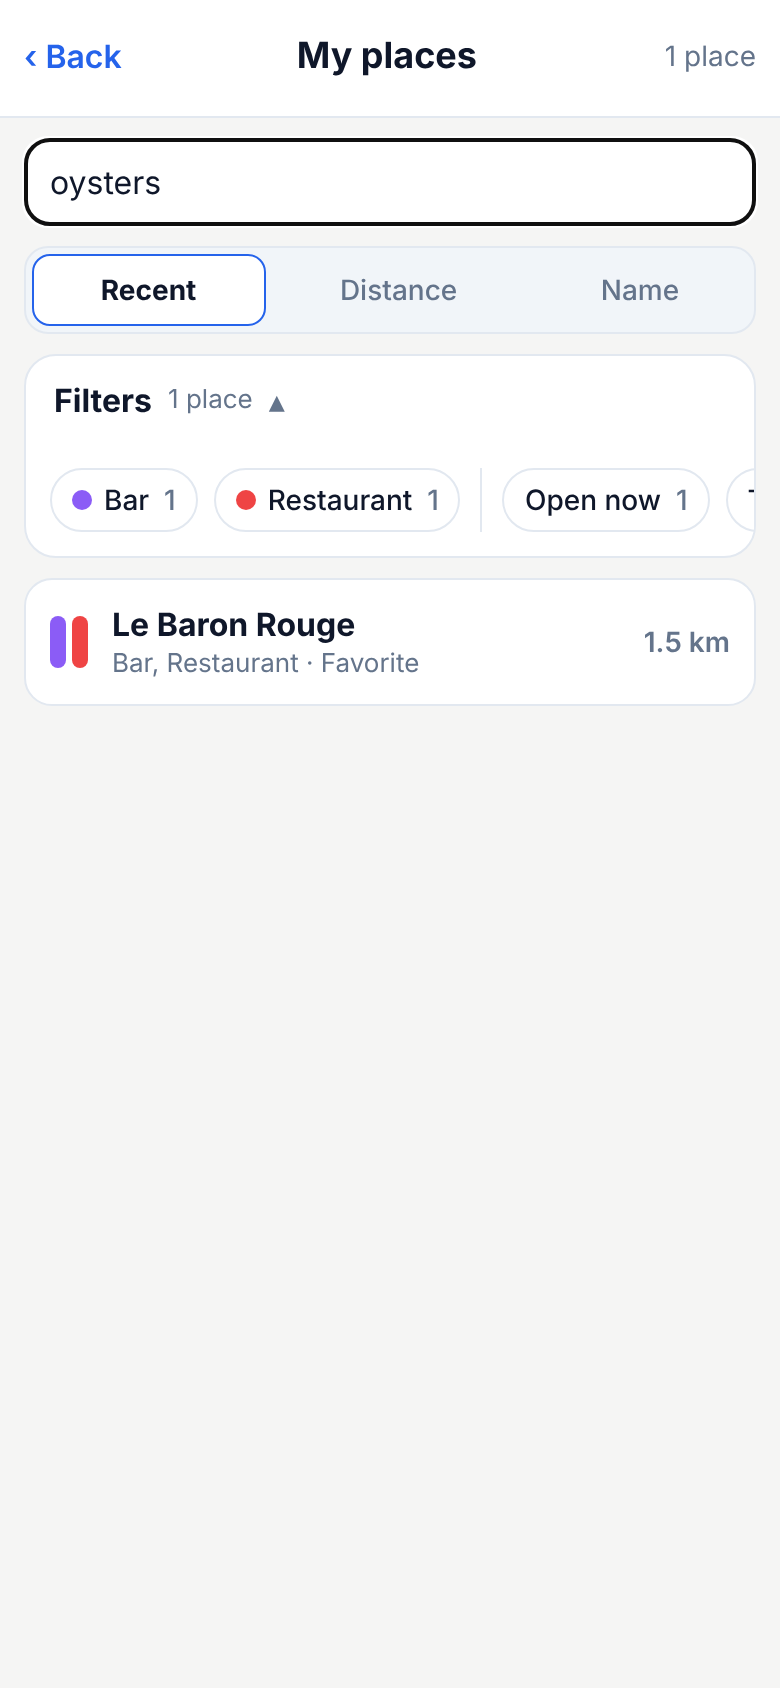 ‹ Back
My places
1 place
oysters
Recent
Distance
Name
Filters 1 place ▲
Bar 1
Restaurant 1
Open now 1
Le Baron Rouge
Bar, Restaurant · Favorite
1.5 km